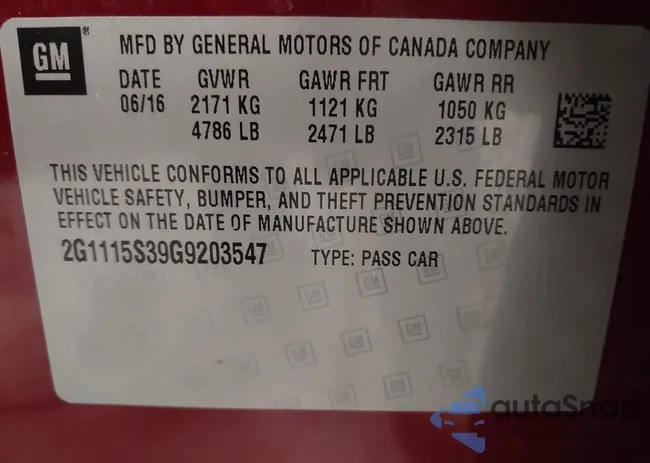 GM
MFD BY GENERAL MOTORS OF CANADA COMPANY
DATE GVWR GAWR FRT GAWR RR
06/16 2171 KG 1121 KG 1050 KG
4786 LB 2471 LB 2315 LB
THIS VEHICLE CONFORMS TO ALL APPLICABLE U.S. FEDERAL MOTOR
VEHICLE SAFETY, BUMPER, AND THEFT PREVENTION STANDARDS IN
EFFECT ON THE DATE OF MANUFACTURE SHOWN ABOVE.
2G1115S39G9203547 TYPE: PASS CAR
autoSnap